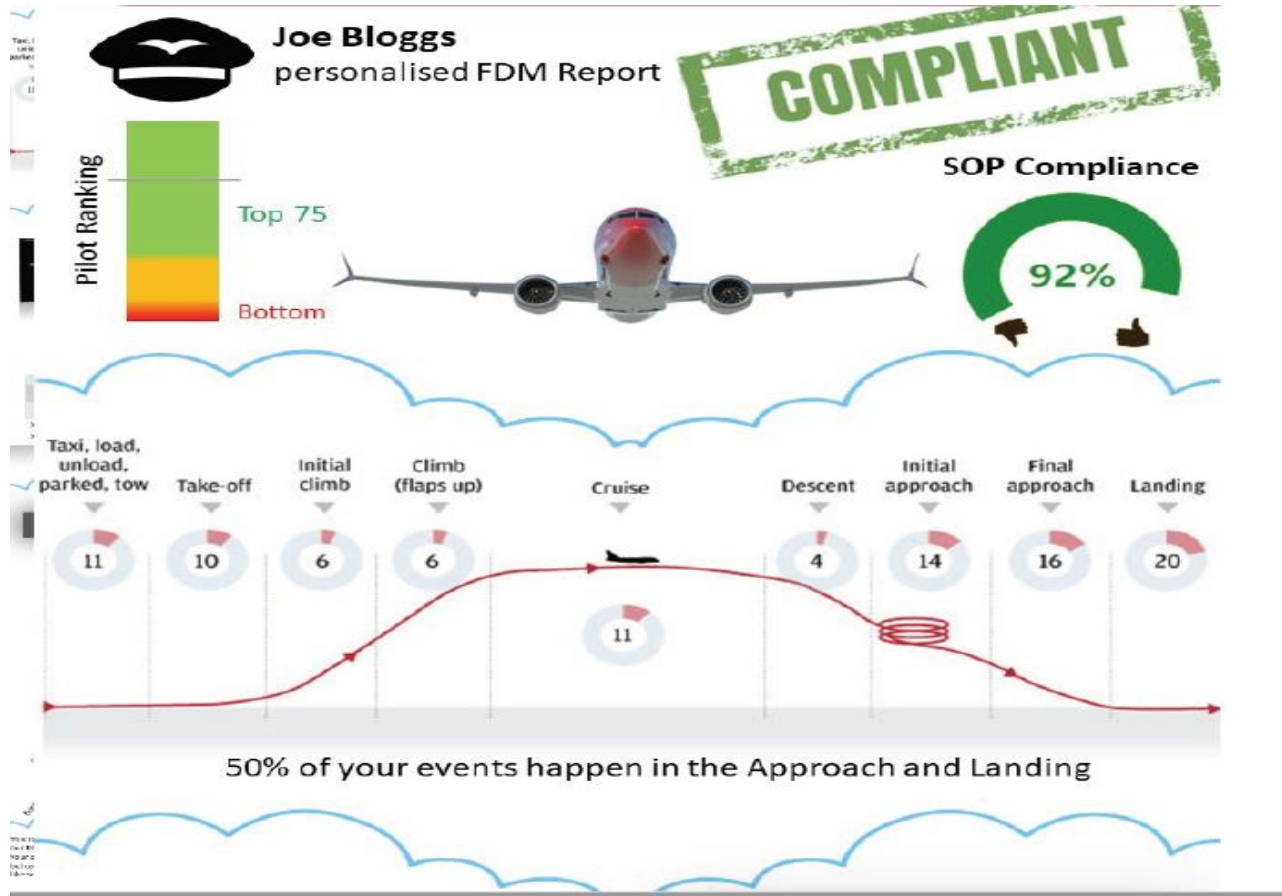 Joe Bloggs
personalised FDM Report
COMPLIANT
Pilot Ranking
Top 75
Bottom
SOP Compliance
92%
Taxi, load,
unload,
parked, tow
Take-off
Initial
climb
Climb
(flaps up)
Cruise
Descent
Initial
approach
Final
approach
Landing
11
10
6
6
11
4
14
16
20
50% of your events happen in the Approach and Landing